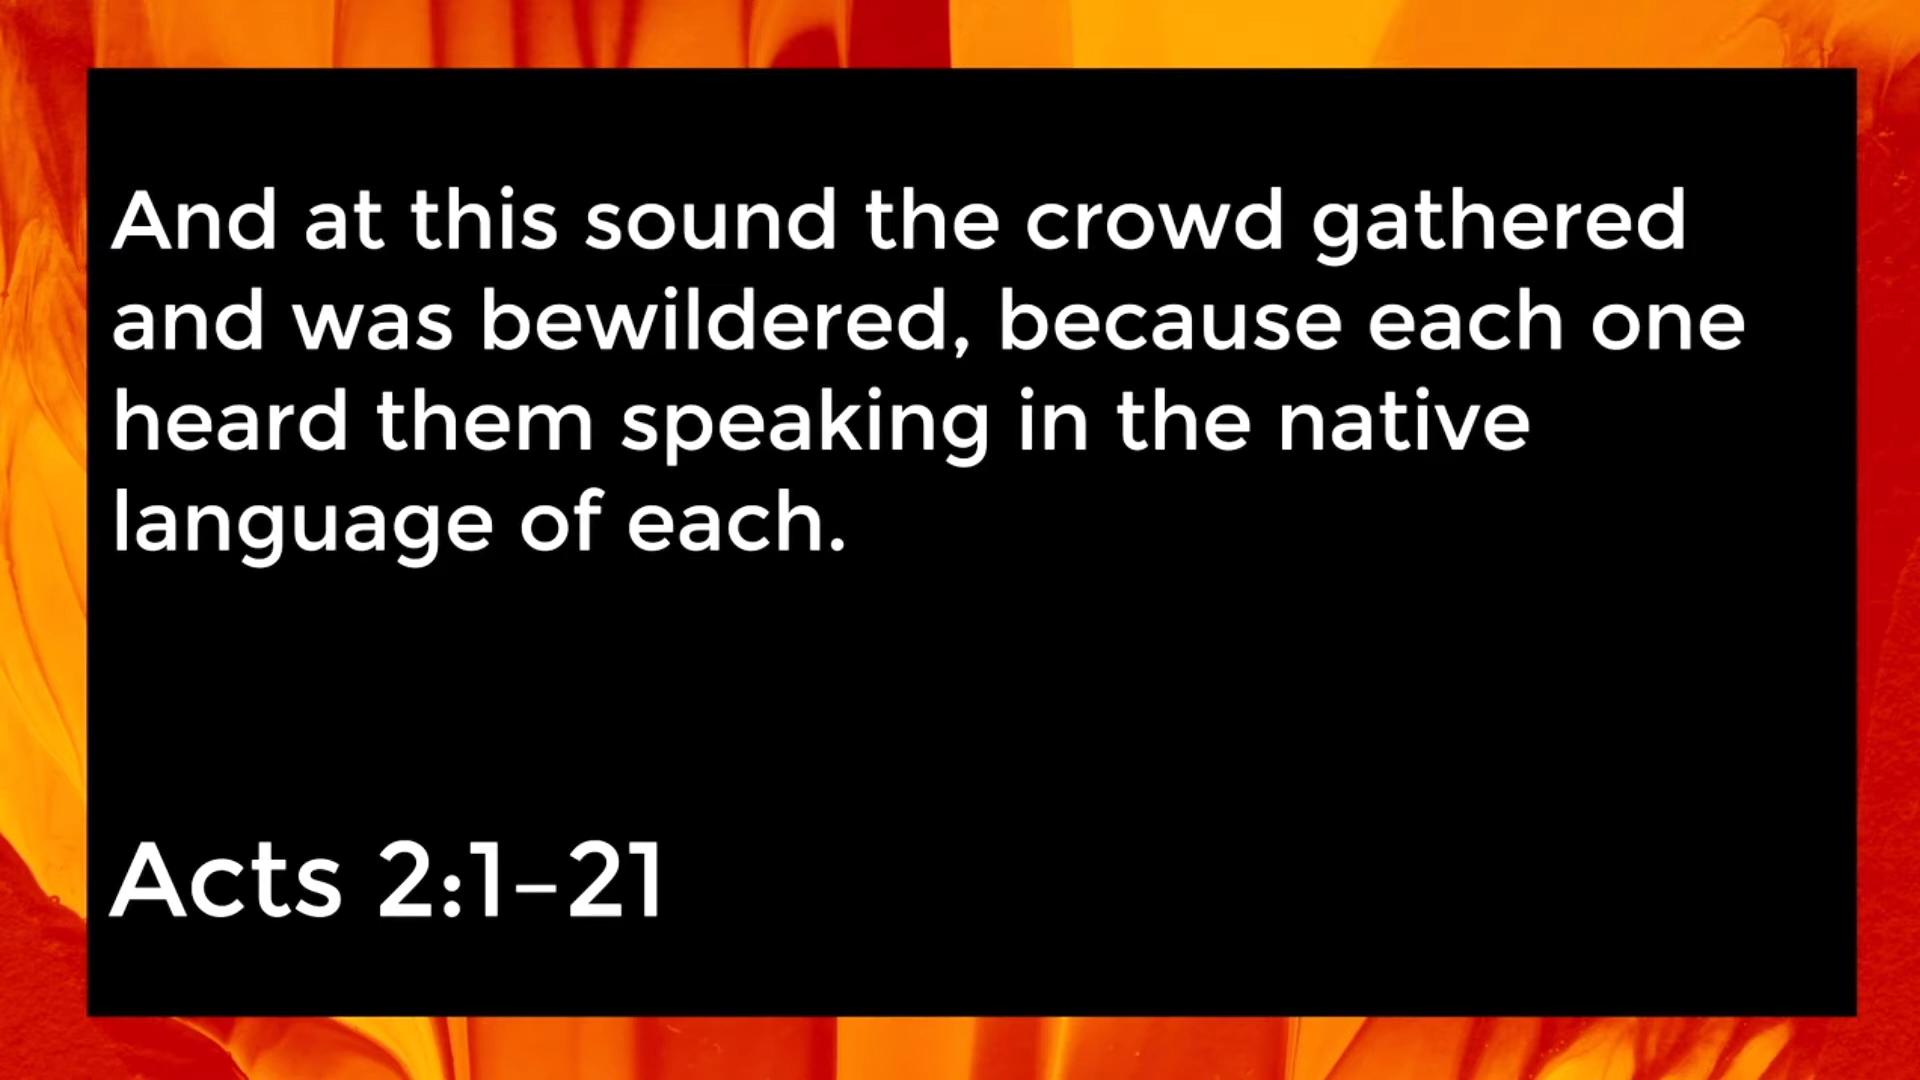 And at this sound the crowd gathered
and was bewildered, because each one
heard them speaking in the native
language of each.
Acts 2:1–21